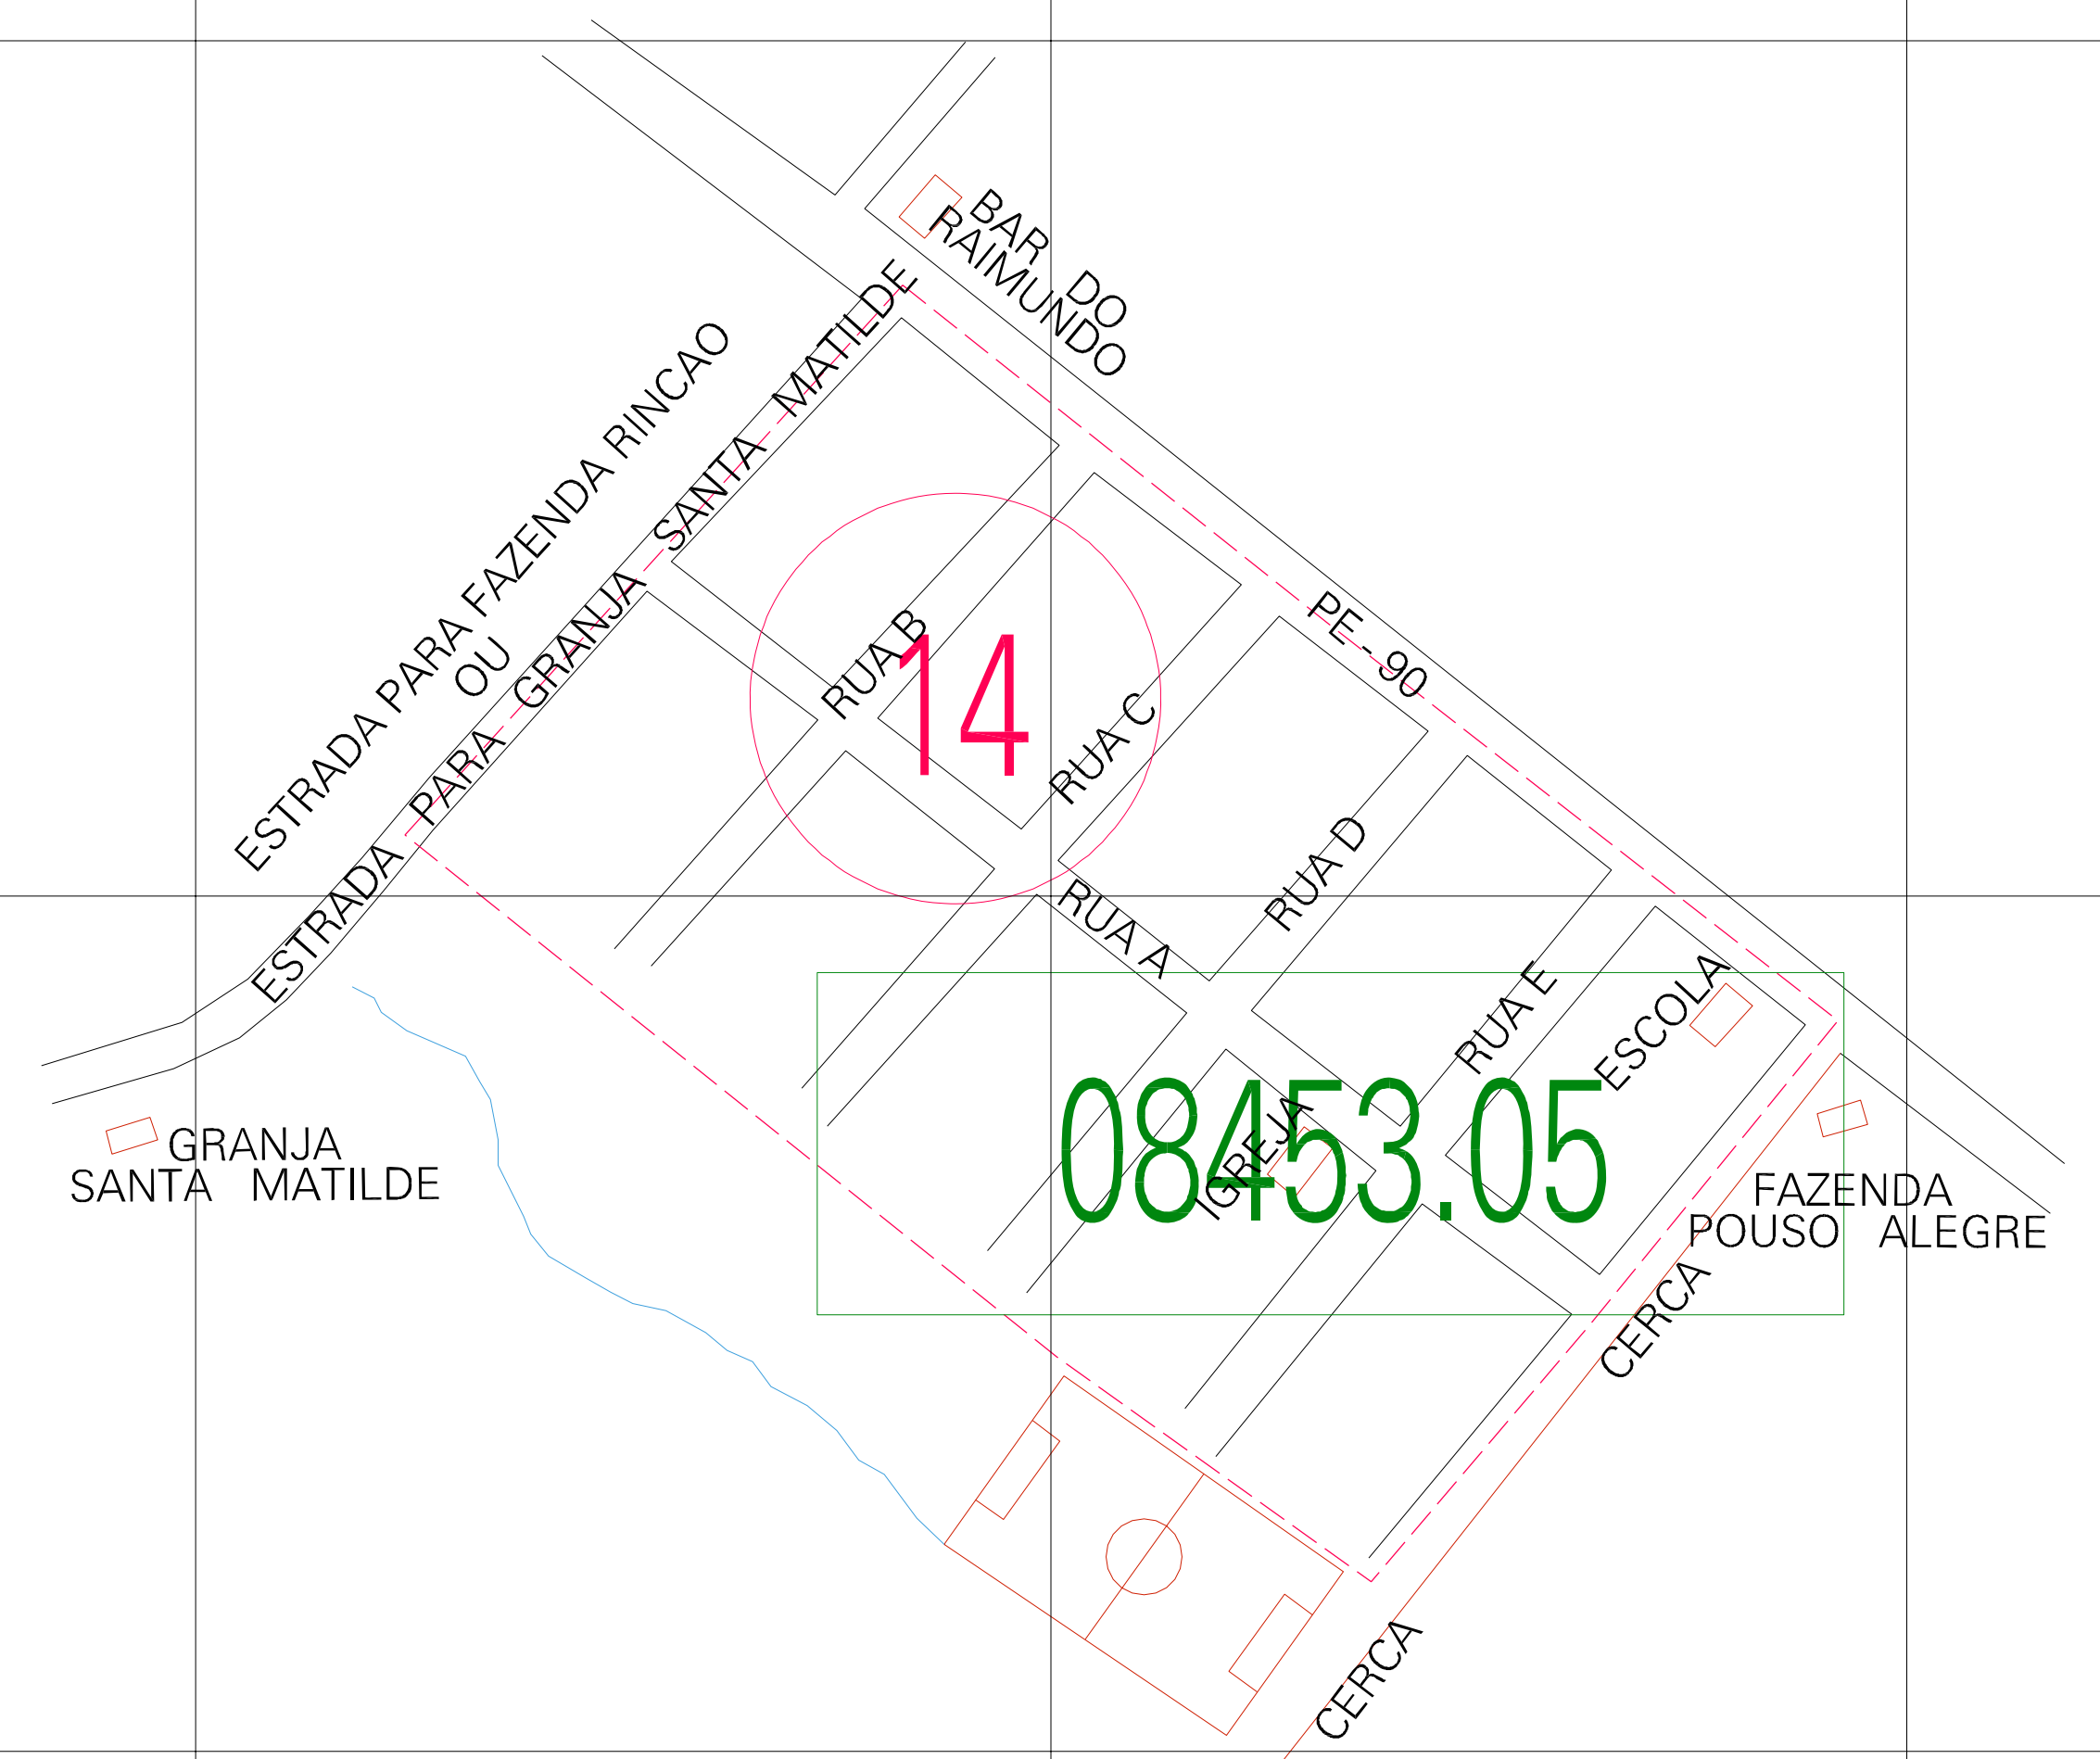 BAR DO
RAIMUNDO
ESTRADA PARA FAZENDA RINCAO
OU
ESTRADA PARA GRANJA SANTA MATILDE
PE-90
RUA B
14
RUA C
RUA D
RUA A
RUA E
ESCOLA
08453.05
IGREJA
GRANJA
SANTA MATILDE
FAZENDA
POUSO ALEGRE
CERCA
CERCA